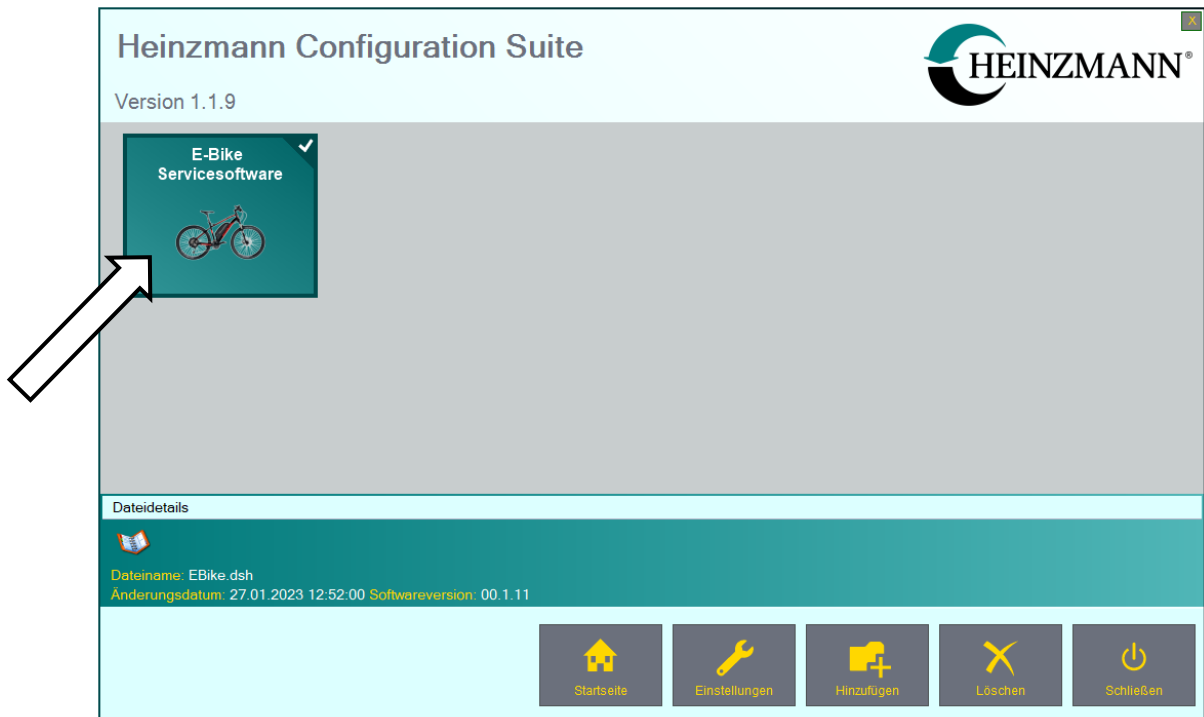 Heinzmann Configuration Suite
X
HEINZMANN®
Version 1.1.9
E-Bike
Servicesoftware
Dateidetails
Dateiname: EBike.dsh
Änderungsdatum: 27.01.2023 12:52:00 Softwareversion: 00.1.11
Startseite
Einstellungen
Hinzufügen
Löschen
Schließen